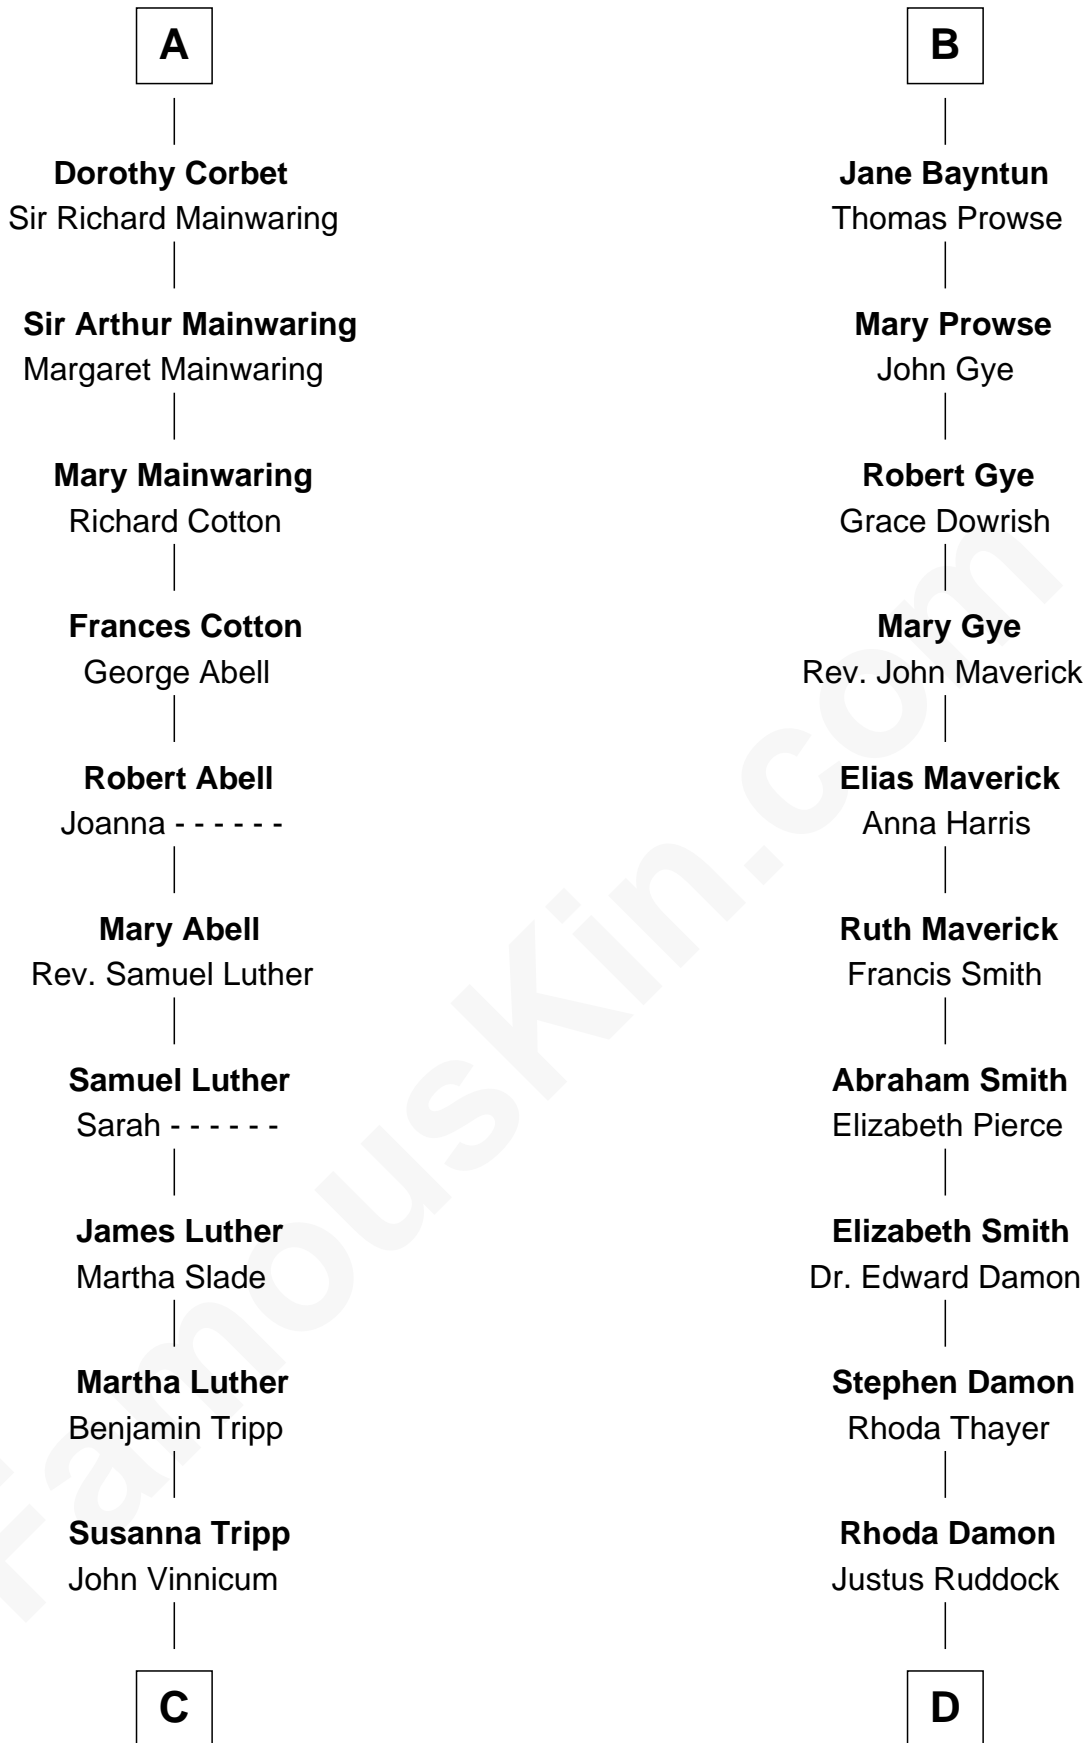 A
Dorothy Corbet
Sir Richard Mainwaring
Sir Arthur Mainwaring
Margaret Mainwaring
Mary Mainwaring
Richard Cotton
Frances Cotton
George Abell
Robert Abell
Joanna - - - - - -
Mary Abell
Rev. Samuel Luther
Samuel Luther
Sarah - - - - - -
James Luther
Martha Slade
Martha Luther
Benjamin Tripp
Susanna Tripp
John Vinnicum
C
B
Jane Bayntun
Thomas Prowse
Mary Prowse
John Gye
Robert Gye
Grace Dowrish
Mary Gye
Rev. John Maverick
Elias Maverick
Anna Harris
Ruth Maverick
Francis Smith
Abraham Smith
Elizabeth Pierce
Elizabeth Smith
Dr. Edward Damon
Stephen Damon
Rhoda Thayer
Rhoda Damon
Justus Ruddock
D
FamousKin.com